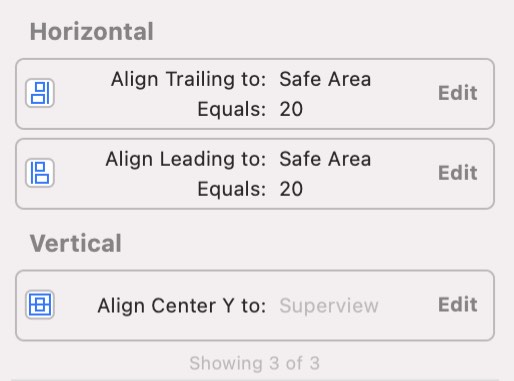 Horizontal
Align Trailing to: Safe Area
Equals: 20
Edit
Align Leading to: Safe Area
Equals: 20
Edit
Vertical
Align Center Y to: Superview
Edit
Showing 3 of 3